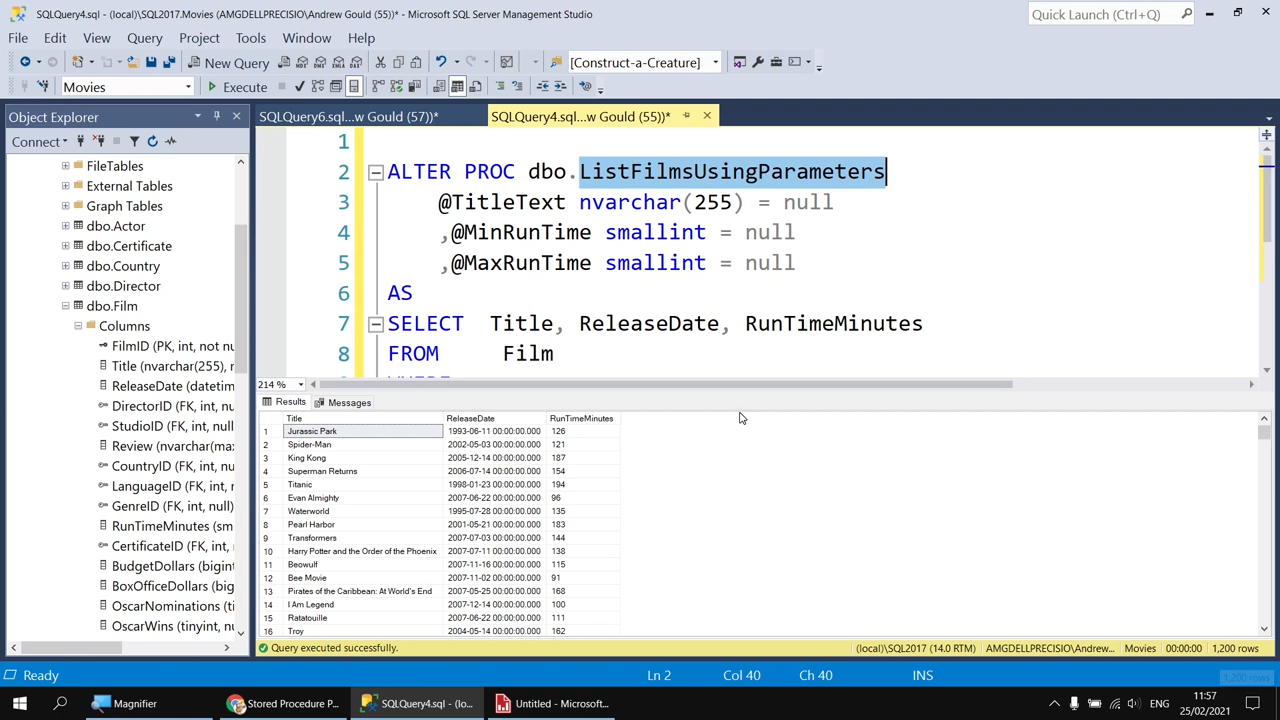 SQLQuery4.sql - (local)\SQL2017.Movies (AMGDELLPRECISIO\Andrew Gould (55))* - Microsoft SQL Server Management Studio
Quick Launch (Ctrl+Q)
File Edit View Query Project Tools Window Help
New Query [Construct-a-Creature]
Movies Execute
Object Explorer
SQLQuery6.sql...w Gould (57))* SQLQuery4.sql...w Gould (55))*
Connect
FileTables
External Tables
Graph Tables
dbo.Actor
dbo.Certificate
dbo.Country
dbo.Director
dbo.Film
Columns
FilmID (PK, int, not nu
Title (nvarchar(255), n
ReleaseDate (datetim
DirectorID (FK, int, nu
StudioID (FK, int, null)
Review (nvarchar(max
CountryID (FK, int, nu
LanguageID (FK, int, n
GenreID (FK, int, null)
RunTimeMinutes (sm
CertificateID (FK, int, n
BudgetDollars (bigint
BoxOfficeDollars (big
OscarNominations (ti
OscarWins (tinyint, nu
1
2 ALTER PROC dbo.ListFilmsUsingParameters
3 @TitleText nvarchar(255) = null
4 ,@MinRunTime smallint = null
5 ,@MaxRunTime smallint = null
6 AS
7 SELECT Title, ReleaseDate, RunTimeMinutes
8 FROM Film
214 %
Results Messages
Title ReleaseDate RunTimeMinutes
1 Jurassic Park 1993-06-11 00:00:00.000 126
2 Spider-Man 2002-05-03 00:00:00.000 121
3 King Kong 2005-12-14 00:00:00.000 187
4 Superman Returns 2006-07-14 00:00:00.000 154
5 Titanic 1998-01-23 00:00:00.000 194
6 Evan Almighty 2007-06-22 00:00:00.000 96
7 Waterworld 1995-07-28 00:00:00.000 135
8 Pearl Harbor 2001-05-21 00:00:00.000 183
9 Transformers 2007-07-03 00:00:00.000 144
10 Harry Potter and the Order of the Phoenix 2007-07-11 00:00:00.000 138
11 Beowulf 2007-11-16 00:00:00.000 115
12 Bee Movie 2007-11-02 00:00:00.000 91
13 Pirates of the Caribbean: At World's End 2007-05-25 00:00:00.000 168
14 I Am Legend 2007-12-14 00:00:00.000 100
15 Ratatouille 2007-06-22 00:00:00.000 111
16 Troy 2004-05-14 00:00:00.000 162
Query executed successfully. (local)\SQL2017 (14.0 RTM) AMGDELLPRECISIO\Andrew... Movies 00:00:00 1,200 rows
Ready Ln 2 Col 40 Ch 40 INS 1,200 rows
Magnifier Stored Procedure P... SQLQuery4.sql - (lo... Untitled - Microsoft... 11:57
25/02/2021